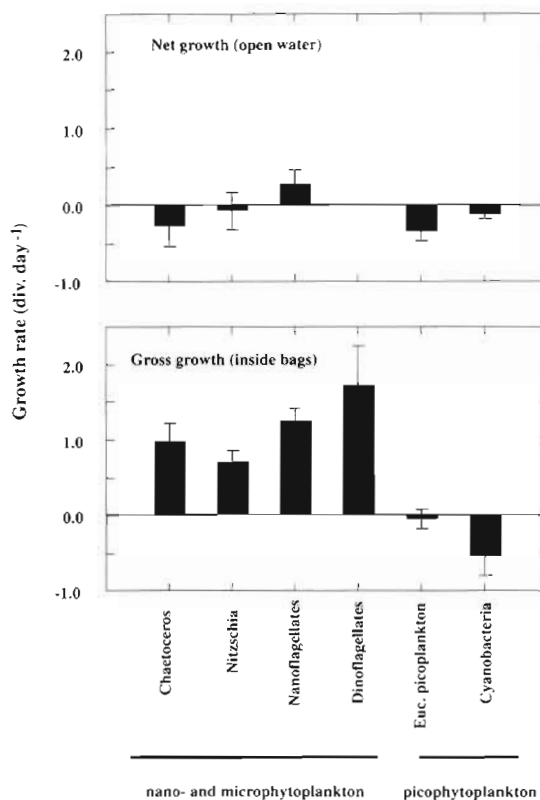 Growth rate (div. day⁻¹)
Net growth (open water)
2.0
1.0
0.0
-1.0
Gross growth (inside bags)
2.0
1.0
0.0
-1.0
Chaetoceros
Nitzschia
Nanoflagellates
Dinoflagellates
Euc. picoplankton
Cyanobacteria
nano- and microphytoplankton
picophytoplankton